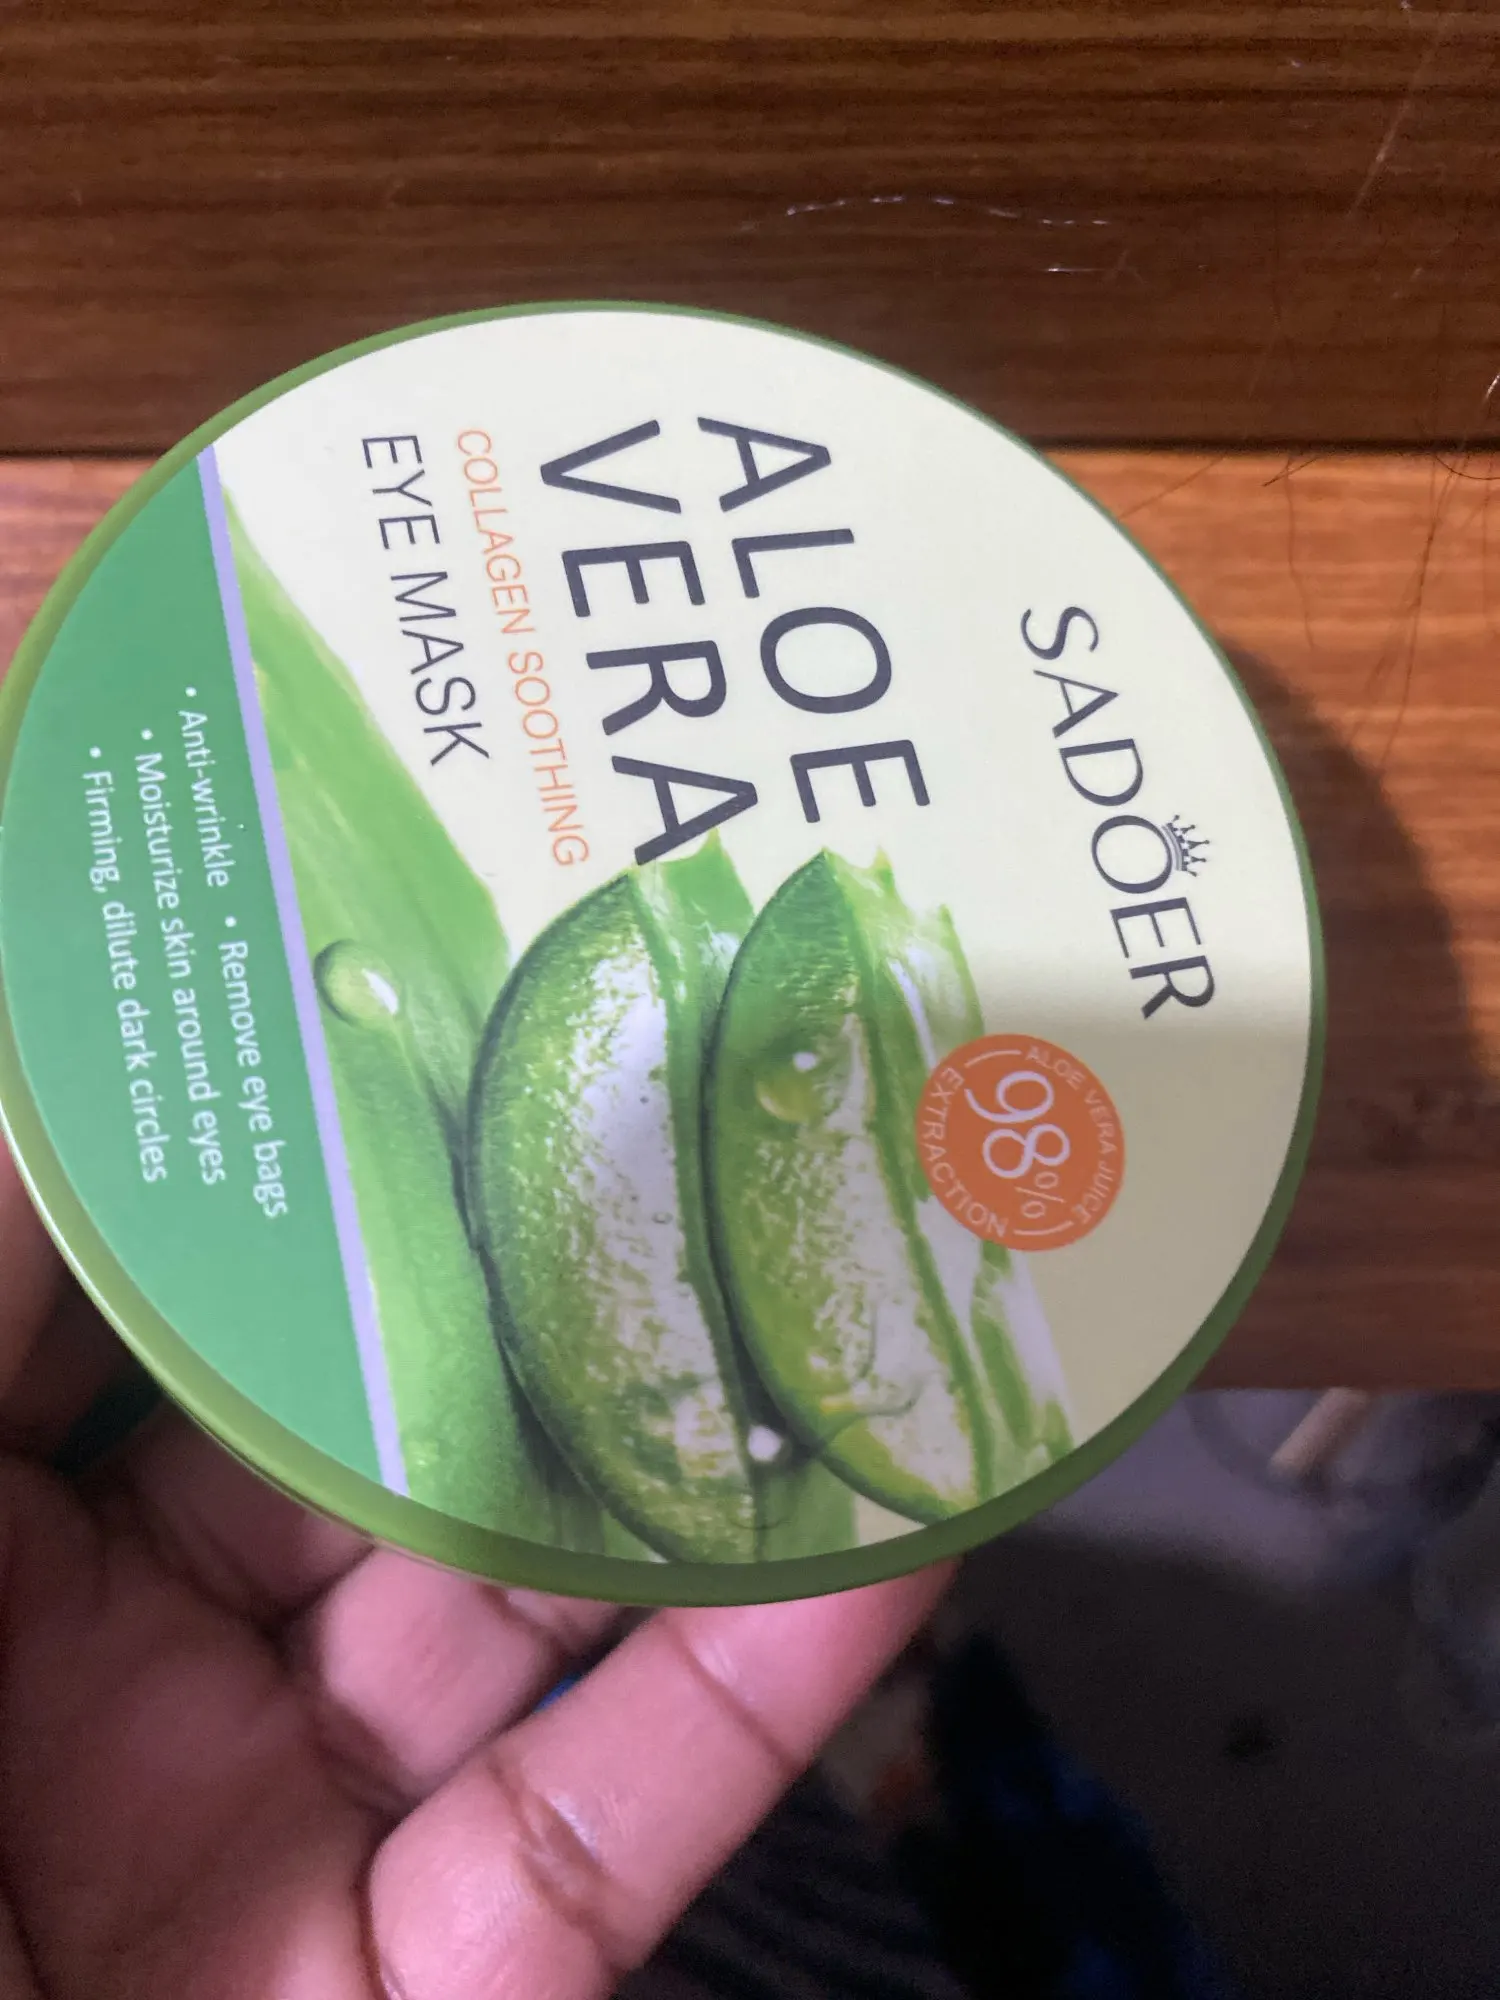 SADOER
ALOE VERA JUICE
98%
EXTRACTION
ALOE
VERA
COLLAGEN SOOTHING
EYE MASK
• Anti-wrinkle • Remove eye bags
• Moisturize skin around eyes
• Firming, dilute dark circles